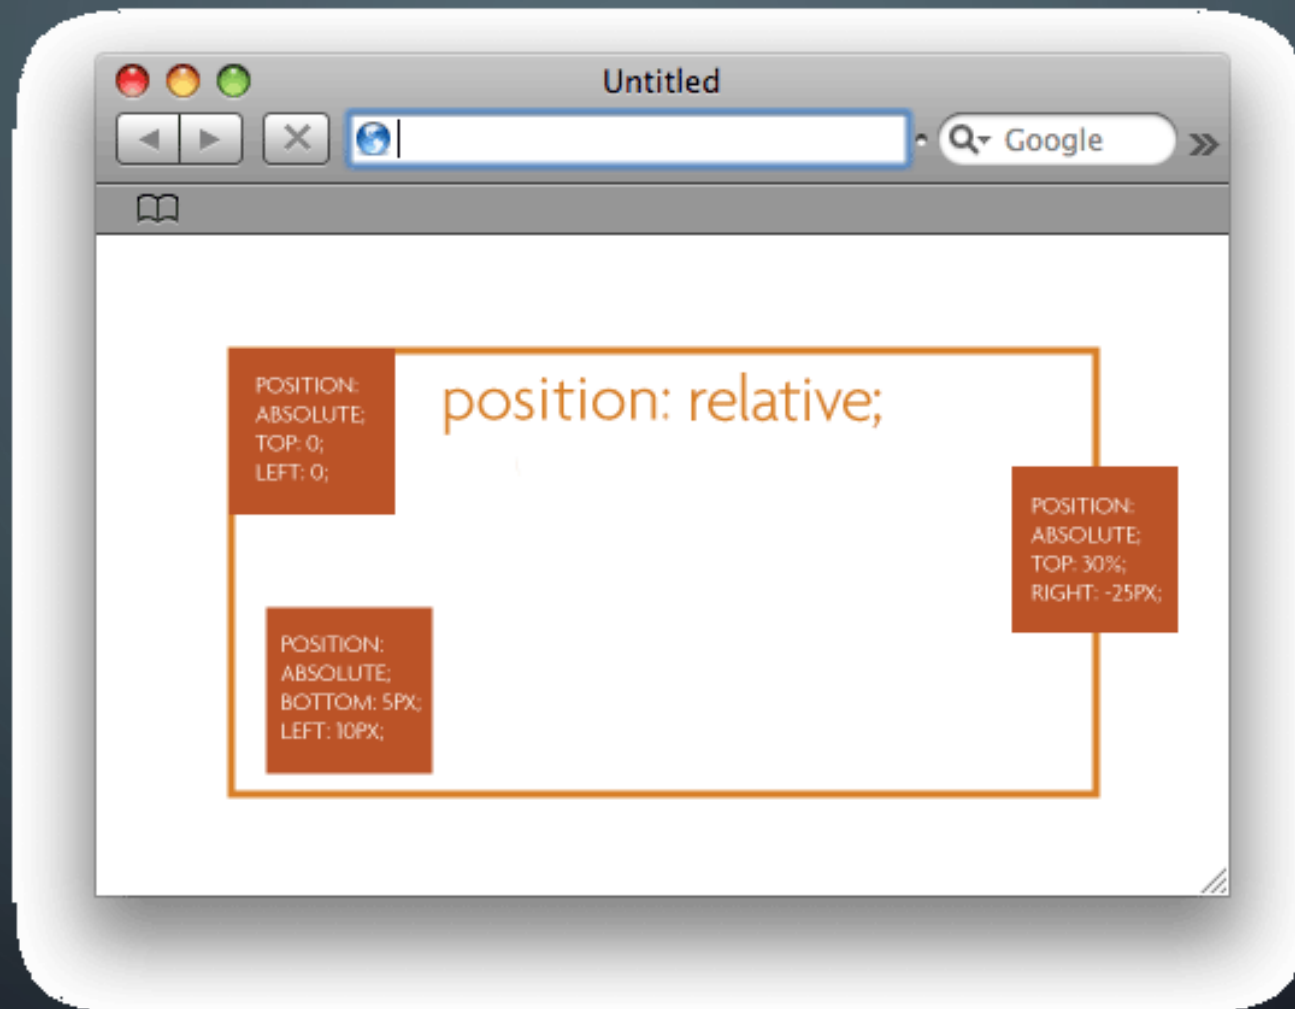 Untitled
Google
position: relative;
POSITION:
ABSOLUTE;
TOP: 0;
LEFT: 0;
POSITION:
ABSOLUTE;
TOP: 30%;
RIGHT: -25PX;
POSITION:
ABSOLUTE;
BOTTOM: 5PX;
LEFT: 10PX;